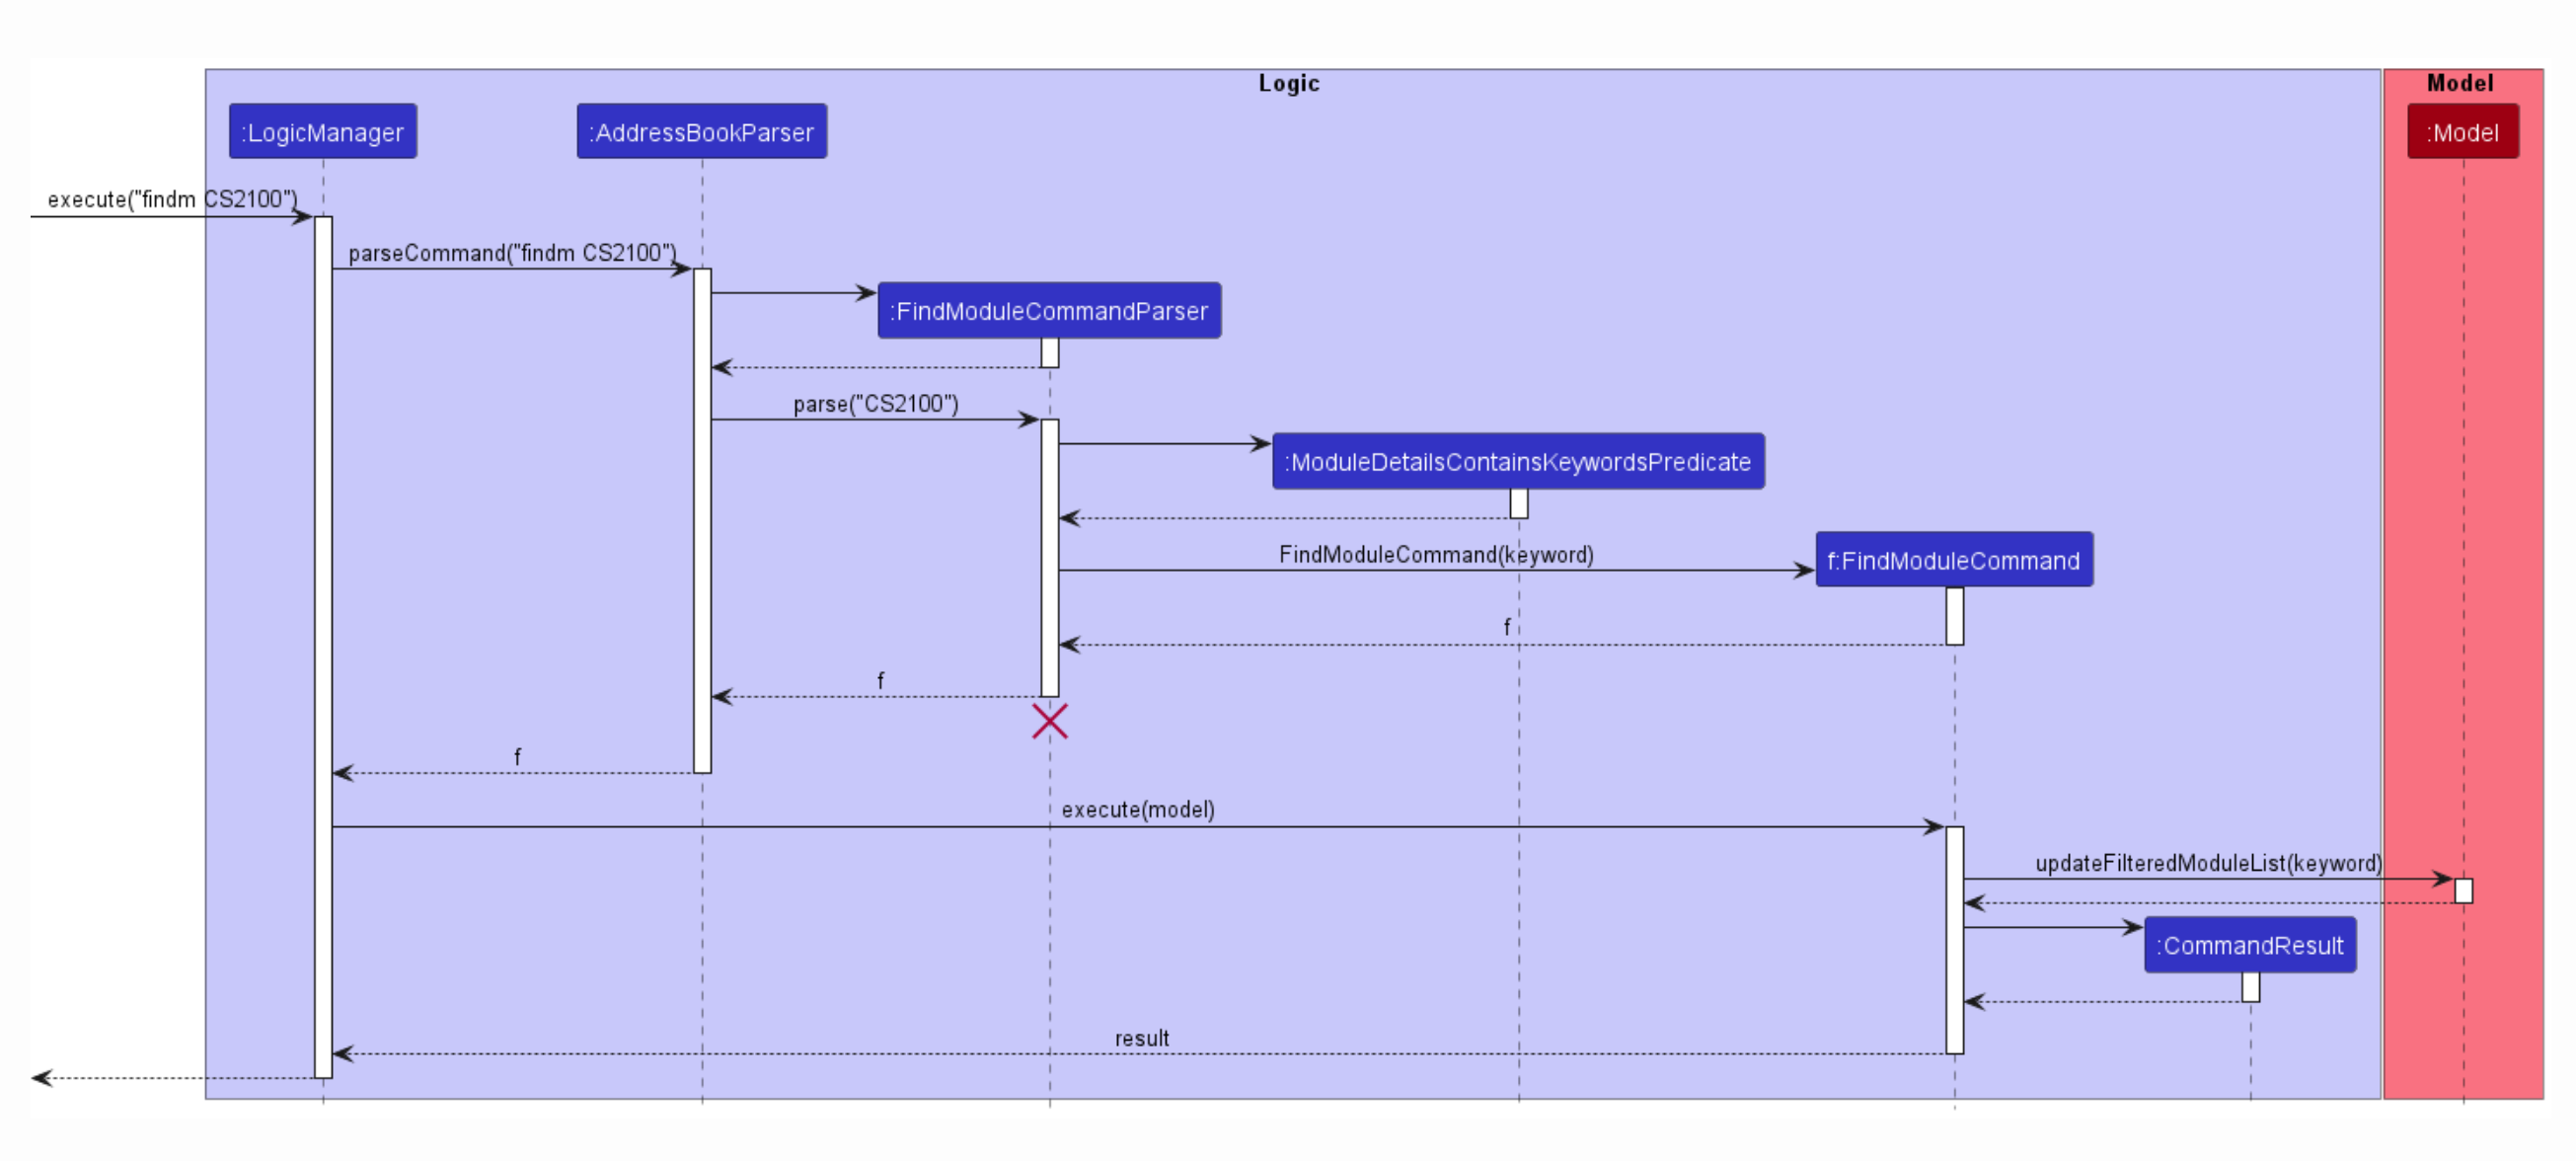 Logic
Model
:LogicManager
:AddressBookParser
:Model
execute("findm CS2100")
parseCommand("findm CS2100")
:FindModuleCommandParser
parse("CS2100")
:ModuleDetailsContainsKeywordsPredicate
FindModuleCommand(keyword)
f:FindModuleCommand
f
f
f
execute(model)
updateFilteredModuleList(keyword)
:CommandResult
result